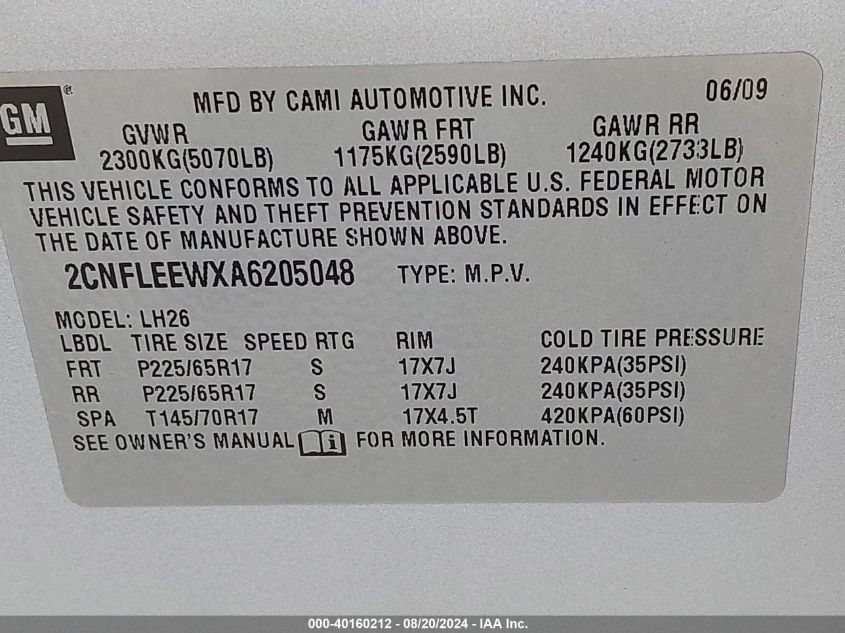 GM ®
MFD BY CAMI AUTOMOTIVE INC. 06/09
GVWR GAWR FRT GAWR RR
2300KG(5070LB) 1175KG(2590LB) 1240KG(2733LB)
THIS VEHICLE CONFORMS TO ALL APPLICABLE U.S. FEDERAL MOTOR
VEHICLE SAFETY AND THEFT PREVENTION STANDARDS IN EFFECT ON
THE DATE OF MANUFACTURE SHOWN ABOVE.
2CNFLEEWXA6205048 TYPE: M.P.V.
MODEL: LH26
LBDL TIRE SIZE SPEED RTG RIM COLD TIRE PRESSURE
FRT P225/65R17 S 17X7J 240KPA(35PSI)
RR P225/65R17 S 17X7J 240KPA(35PSI)
SPA T145/70R17 M 17X4.5T 420KPA(60PSI)
SEE OWNER'S MANUAL i FOR MORE INFORMATION.
000-40160212 - 08/20/2024 - IAA Inc.